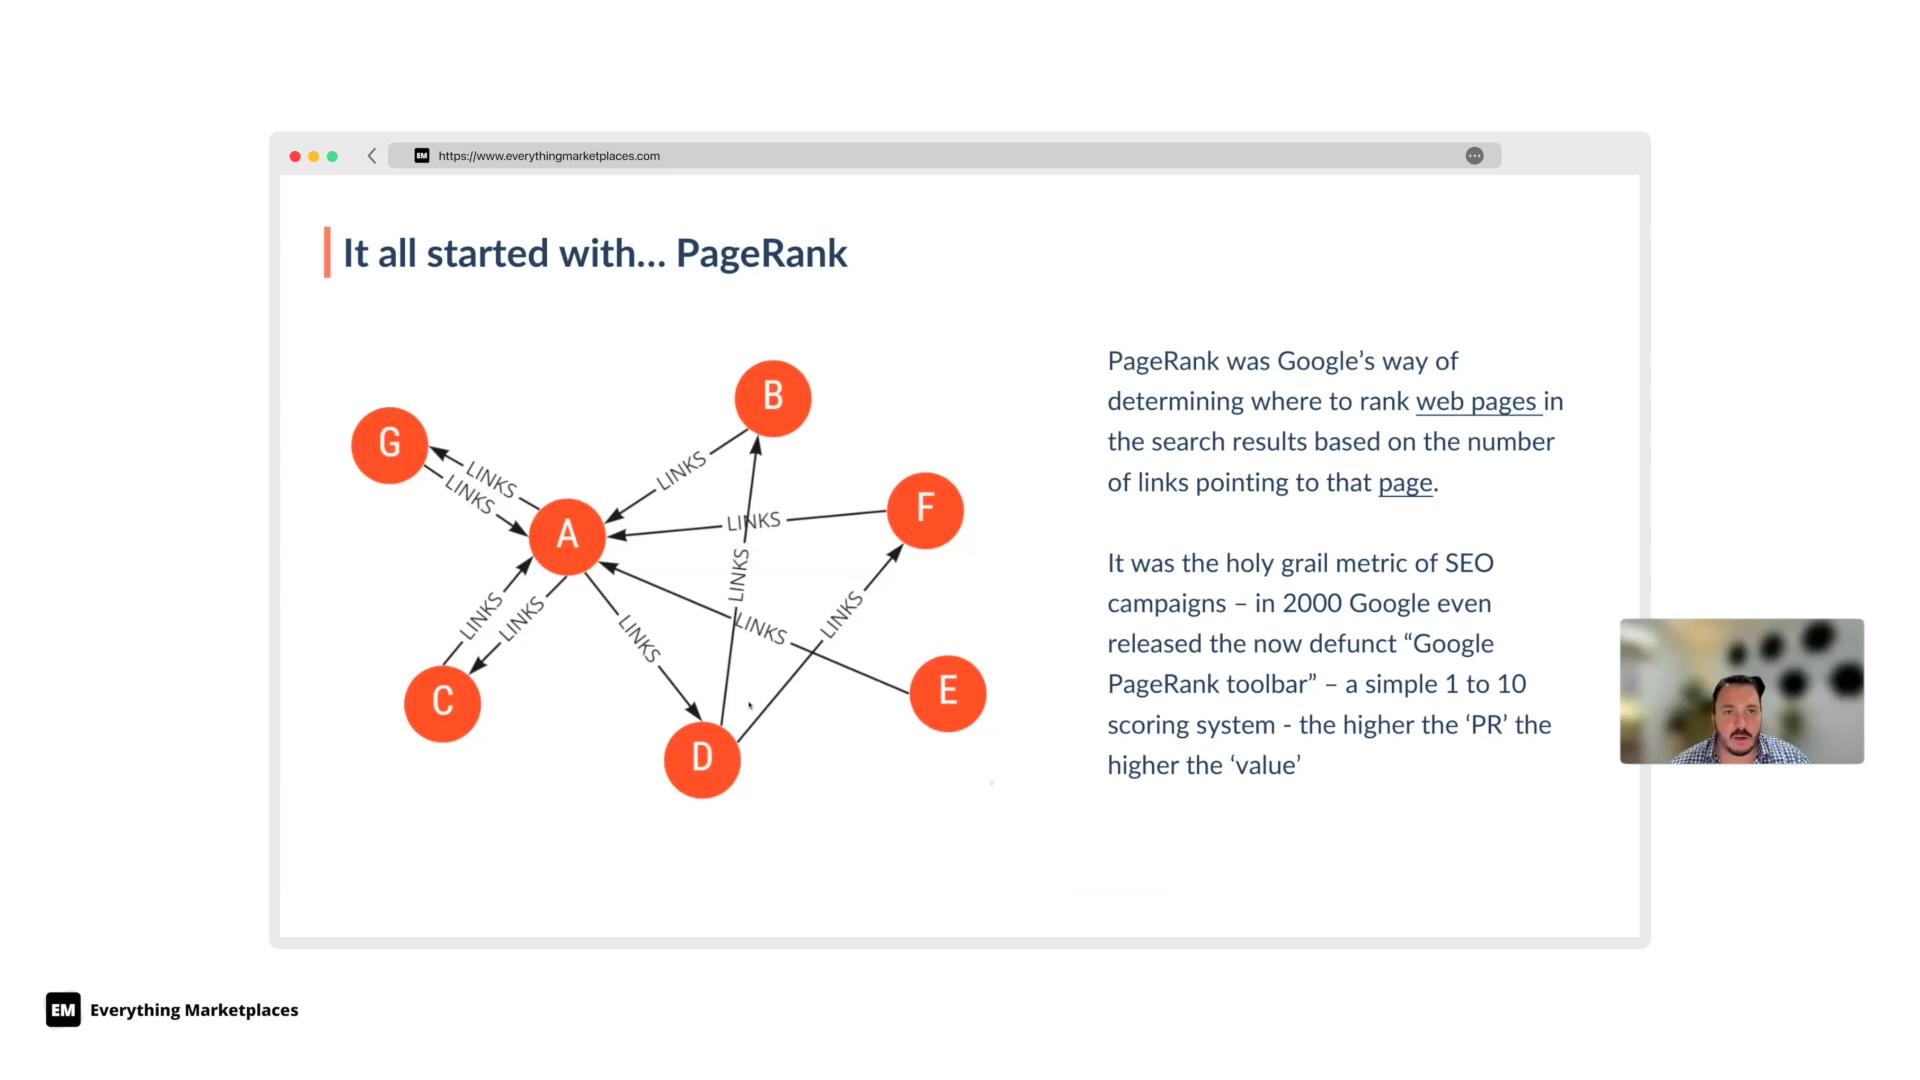 EM https://www.everythingmarketplaces.com
It all started with... PageRank
B
G
LINKS
LINKS
LINKS
F
A
LINKS
LINKS
LINKS
LINKS
LINKS
LINKS
LINKS
E
C
D
PageRank was Google’s way of
determining where to rank web pages in
the search results based on the number
of links pointing to that page.
It was the holy grail metric of SEO
campaigns – in 2000 Google even
released the now defunct “Google
PageRank toolbar” – a simple 1 to 10
scoring system - the higher the ‘PR’ the
higher the ‘value’
EM Everything Marketplaces